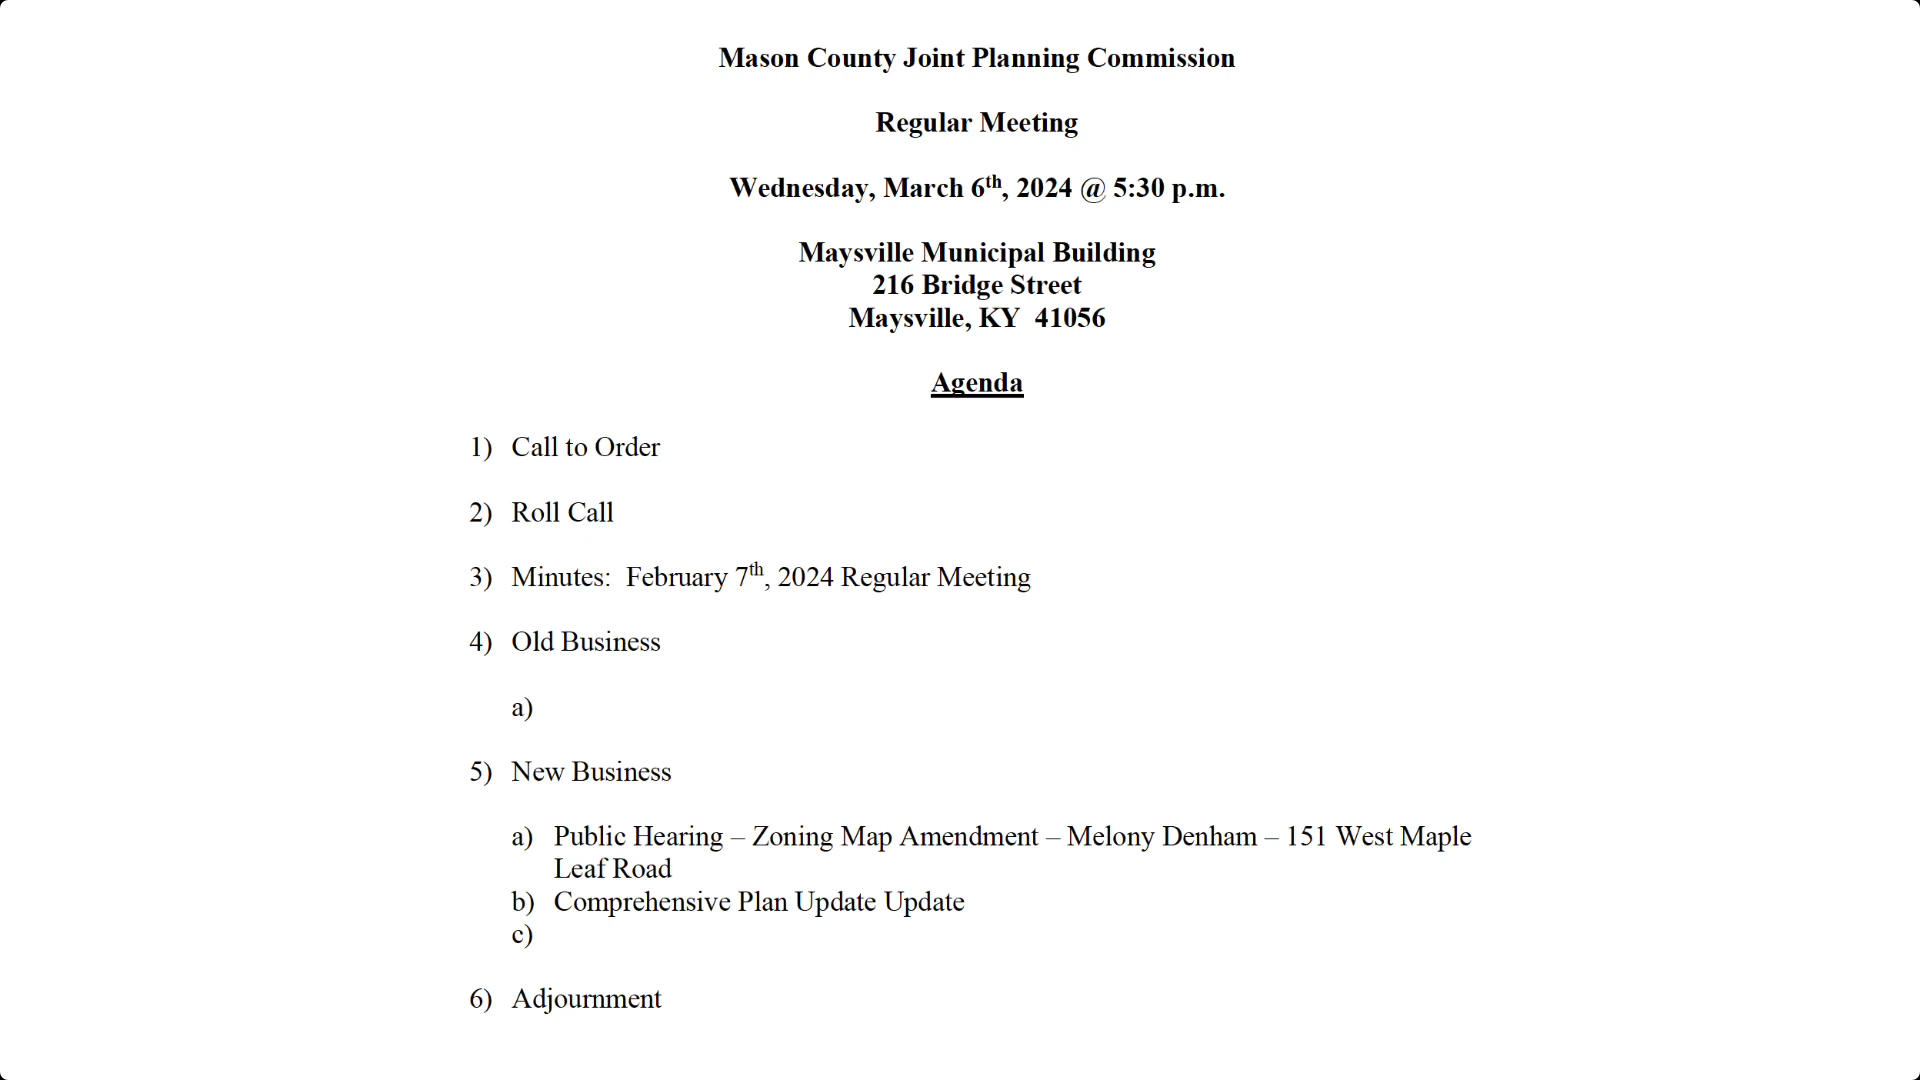 Mason County Joint Planning Commission
Regular Meeting
Wednesday, March 6th, 2024 @ 5:30 p.m.
Maysville Municipal Building
216 Bridge Street
Maysville, KY  41056
Agenda
1) Call to Order
2) Roll Call
3) Minutes:  February 7th, 2024 Regular Meeting
4) Old Business
a)
5) New Business
a) Public Hearing – Zoning Map Amendment – Melony Denham – 151 West Maple
Leaf Road
b) Comprehensive Plan Update Update
c)
6) Adjournment